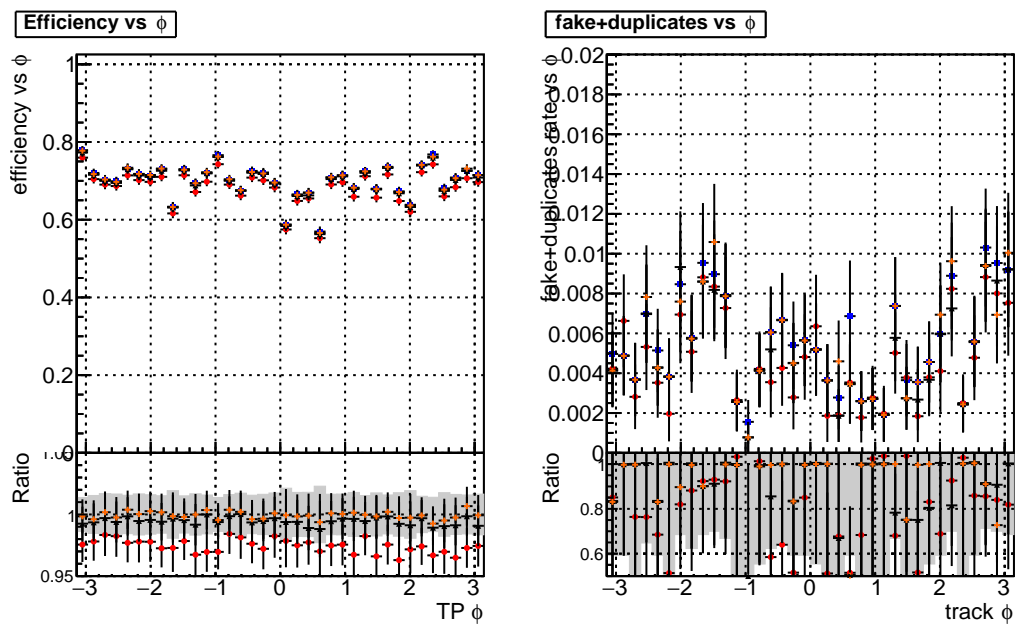 Efficiency vs ϕ
efficiency vs ϕ
1
0.8
0.6
0.4
0.2
0
Ratio
1
0.95
−3 −2 −1 0 1 2 3
TP ϕ
fake+duplicates vs ϕ
fake+duplicates rate vs ϕ
0.02
0.018
0.016
0.014
0.012
0.01
0.008
0.006
0.004
0.002
0
Ratio
1
0.8
0.6
−3 −2 −1 0 1 2 3
track ϕ